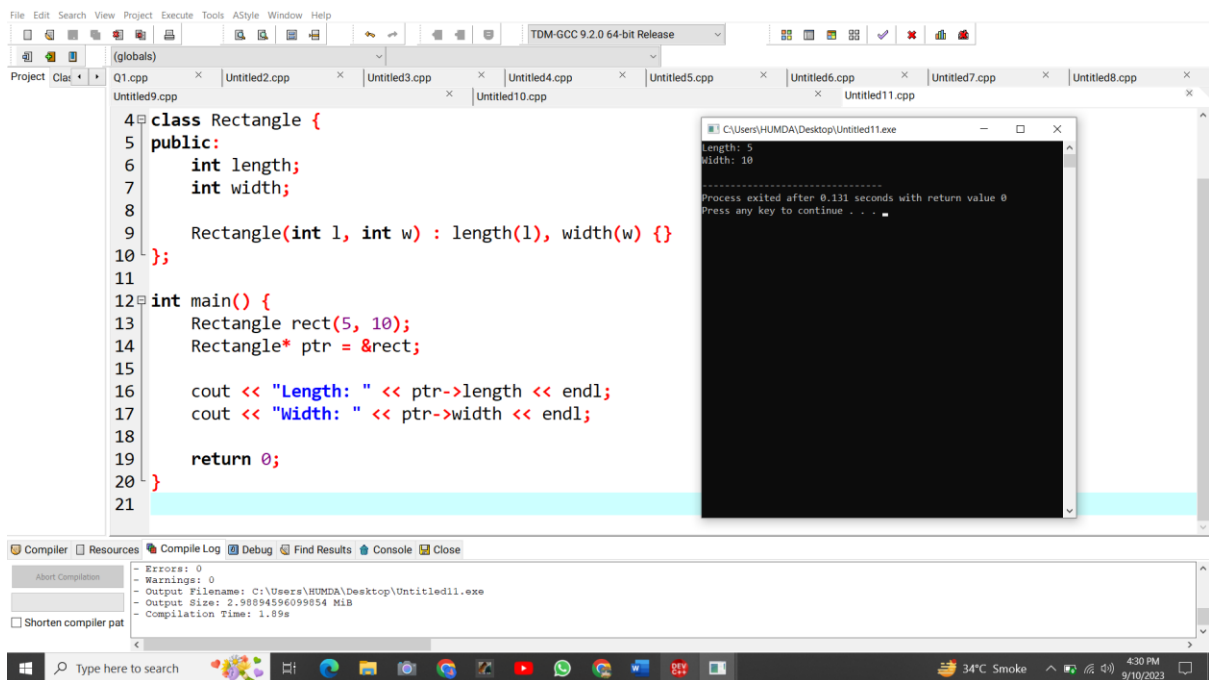 File Edit Search View Project Execute Tools AStyle Window Help
TDM-GCC 9.2.0 64-bit Release
(globals)
Project Clas Q1.cpp Untitled2.cpp Untitled3.cpp Untitled4.cpp Untitled5.cpp Untitled6.cpp Untitled7.cpp Untitled8.cpp
Untitled9.cpp Untitled10.cpp Untitled11.cpp
4 class Rectangle {
5 public:
6 int length;
7 int width;
8
9 Rectangle(int l, int w) : length(l), width(w) {}
10 };
11
12 int main() {
13 Rectangle rect(5, 10);
14 Rectangle* ptr = &rect;
15
16 cout << "Length: " << ptr->length << endl;
17 cout << "Width: " << ptr->width << endl;
18
19 return 0;
20 }
21
C:\Users\HUMDA\Desktop\Untitled11.exe
Length: 5
Width: 10
--------------------------------
Process exited after 0.131 seconds with return value 0
Press any key to continue . . .
Compiler Resources Compile Log Debug Find Results Console Close
Abort Compilation
Shorten compiler pat
- Errors: 0
- Warnings: 0
- Output Filename: C:\Users\HUMDA\Desktop\Untitled11.exe
- Output Size: 2.98894596099854 MiB
- Compilation Time: 1.89s
Type here to search
34°C Smoke
4:30 PM
9/10/2023